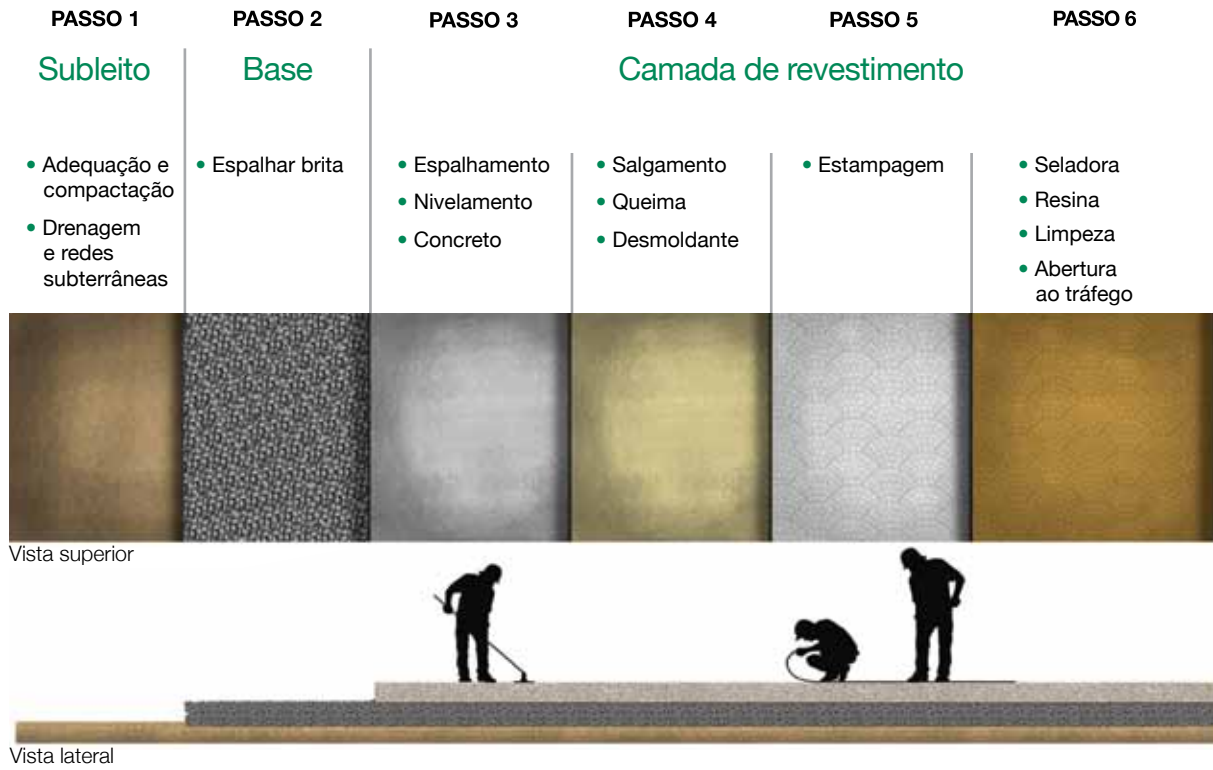 PASSO 1
PASSO 2
PASSO 3
PASSO 4
PASSO 5
PASSO 6
Subleito
Base
Camada de revestimento
• Adequação e
compactação
• Drenagem
e redes
subterrâneas
• Espalhar brita
• Espalhamento
• Nivelamento
• Concreto
• Salgamento
• Queima
• Desmoldante
• Estampagem
• Seladora
• Resina
• Limpeza
• Abertura
ao tráfego
Vista superior
Vista lateral